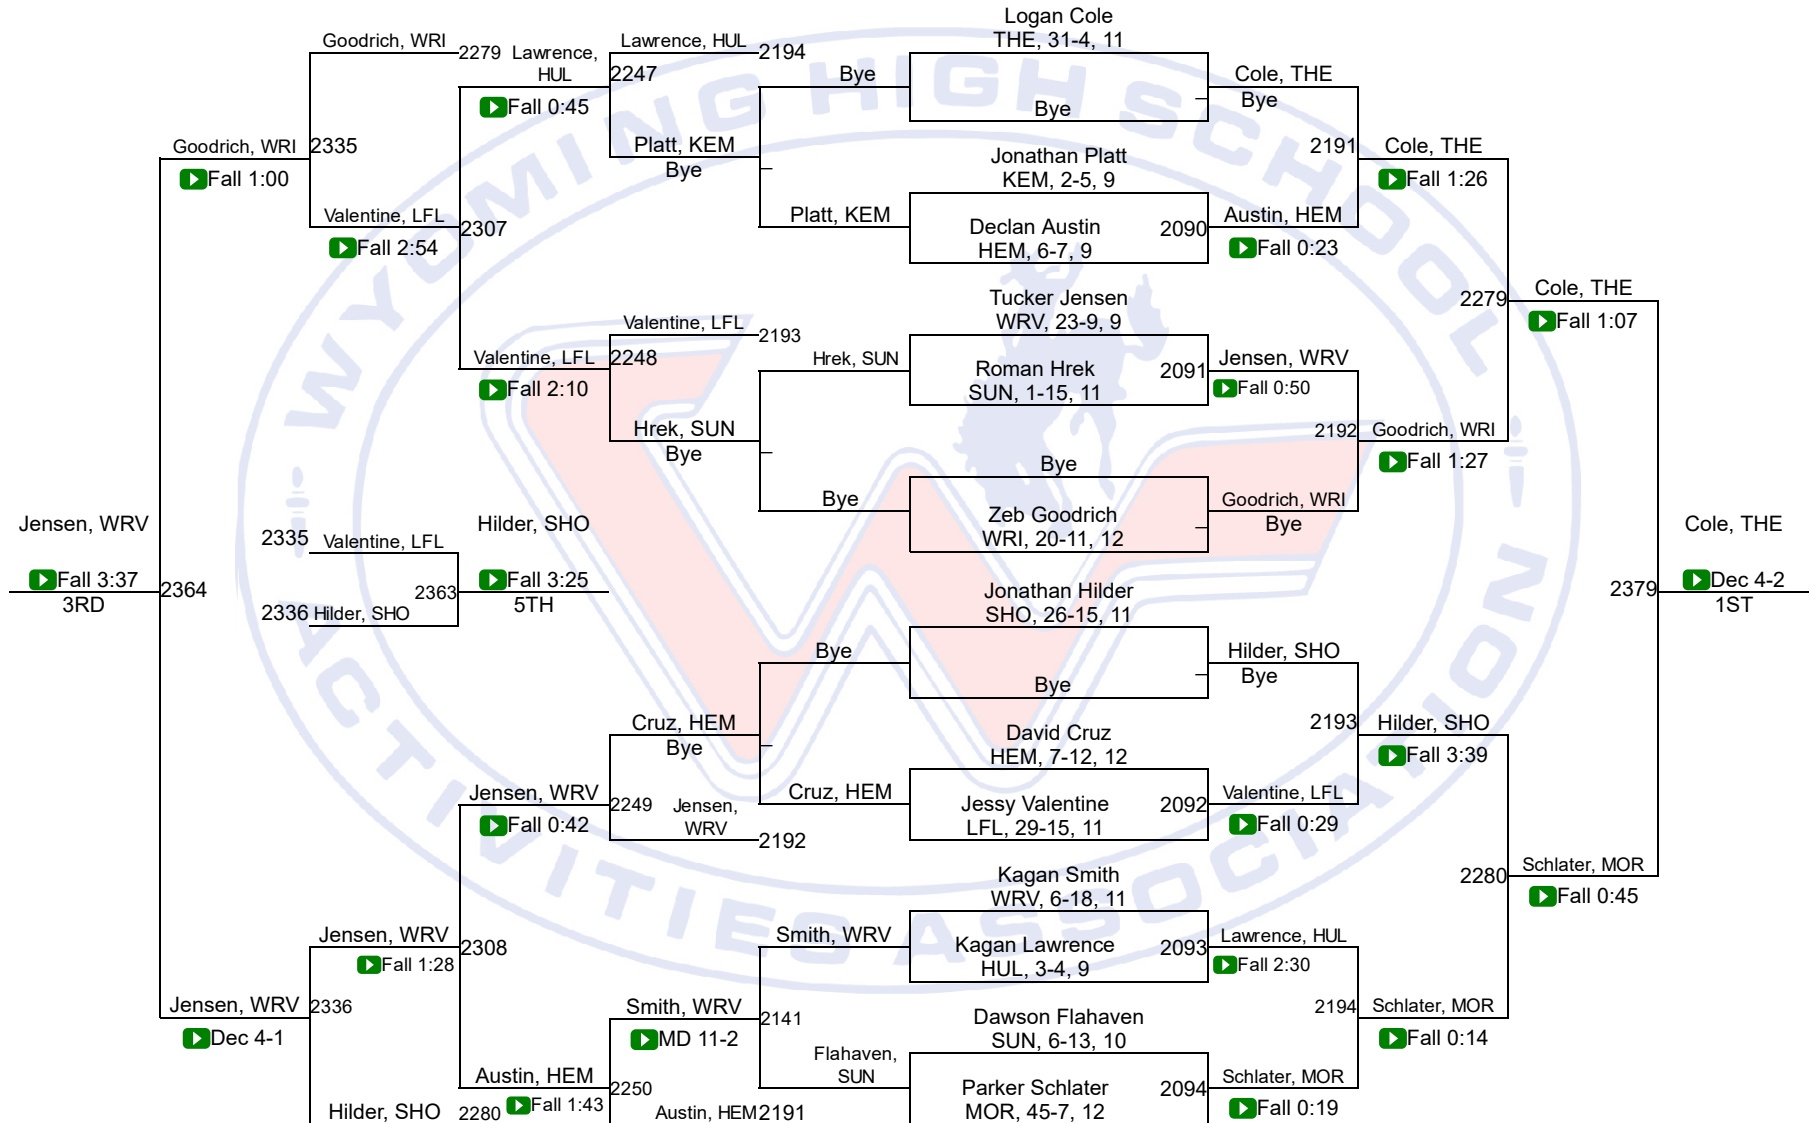 WYOMING HIGH SCHOOL
ACTIVITIES ASSOCIATION
Logan Cole
THE, 31-4, 11
Bye
Cole, THE
Bye
Jonathan Platt
KEM, 2-5, 9
Declan Austin
HEM, 6-7, 9
2090
Austin, HEM
Fall 0:23
2191
Cole, THE
Fall 1:26
Tucker Jensen
WRV, 23-9, 9
Roman Hrek
SUN, 1-15, 11
2091
Jensen, WRV
Fall 0:50
Bye
Zeb Goodrich
WRI, 20-11, 12
Goodrich, WRI
Bye
2192
Goodrich, WRI
Fall 1:27
2279
Cole, THE
Fall 1:07
Jonathan Hilder
SHO, 26-15, 11
Bye
Hilder, SHO
Bye
David Cruz
HEM, 7-12, 12
Jessy Valentine
LFL, 29-15, 11
2092
Valentine, LFL
Fall 0:29
2193
Hilder, SHO
Fall 3:39
Kagan Smith
WRV, 6-18, 11
Kagan Lawrence
HUL, 3-4, 9
2093
Lawrence, HUL
Fall 2:30
Dawson Flahaven
SUN, 6-13, 10
Parker Schlater
MOR, 45-7, 12
2094
Schlater, MOR
Fall 0:19
2194
Schlater, MOR
Fall 0:14
2280
Schlater, MOR
Fall 0:45
2379
Cole, THE
Dec 4-2
1ST
Bye
Platt, KEM
Platt, KEM
Bye
Lawrence, HUL
2194
2247
Lawrence,
HUL
Fall 0:45
Hrek, SUN
Bye
Hrek, SUN
Bye
Valentine, LFL
2193
2248
Valentine, LFL
Fall 2:10
2307
Valentine, LFL
Fall 2:54
Goodrich, WRI
2279
2335
Goodrich, WRI
Fall 1:00
Bye
Cruz, HEM
Cruz, HEM
Bye
Jensen,
WRV
2192
2249
Jensen, WRV
Fall 0:42
Smith, WRV
Flahaven,
SUN
2141
Smith, WRV
MD 11-2
Austin, HEM
2191
2250
Austin, HEM
Fall 1:43
2308
Jensen, WRV
Fall 1:28
Hilder, SHO
2280
2336
Jensen, WRV
Dec 4-1
2364
Jensen, WRV
Fall 3:37
3RD
2335
Valentine, LFL
2336
Hilder, SHO
2363
Hilder, SHO
Fall 3:25
5TH